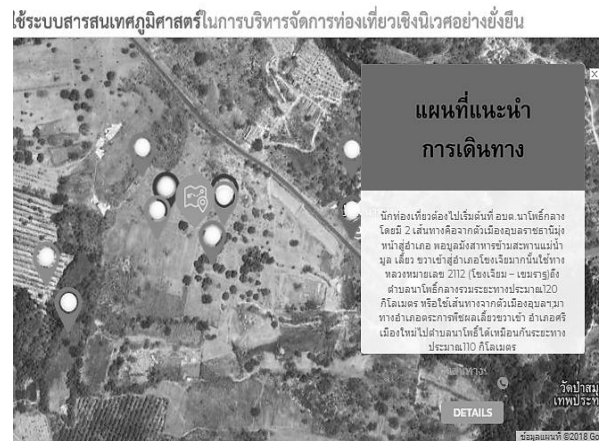 ใช้ระบบสารสนเทศภูมิศาสตร์ในการบริหารจัดการท่องเที่ยวเชิงนิเวศอย่างยั่งยืน
x
แผนที่แนะนำ
การเดินทาง
นักท่องเที่ยวต้องไปเริ่มต้นที่ อบต.นาโพธิ์กลาง
โดยมี 2 เส้นทางคือจากตัวเมืองอุบลราชธานีมุ่ง
หน้าสู่อำเภอ พิบูลมังสาหารข้ามสะพานแม่น้ำ
มูล เลี้ยว ขวาเข้าสู่อำเภอโขงเจียมากนั้นใช้ทาง
หลวงหมายเลข 2112 (โขงเจียม – เขมราฐ)ถึง
ตำบลนาโพธิ์กลางรวมระยะทางประมาณ120
กิโลเมตร หรือใช้เส้นทางจากตัวเมืองอุบลฯมา
ทางอำเภอตระการพืชผลเลี้ยวขวาเข้า อำเภอศรี
เมืองใหม่ไปตำบลนาโพธิ์ได้เหมือนกันระยะทาง
ประมาณ110 กิโลเมตร
DETAILS
ข้อมูลแผนที่ ©2018 Go